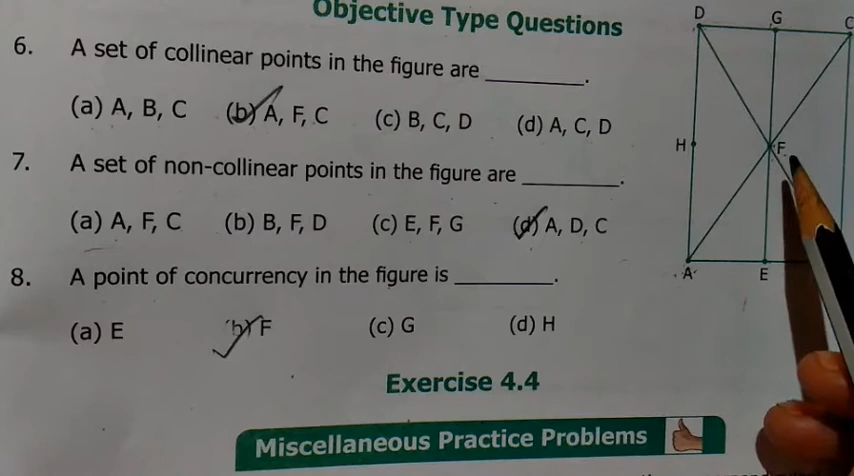 Objective Type Questions
6. A set of collinear points in the figure are ________.
(a) A, B, C (b) A, F, C (c) B, C, D (d) A, C, D
7. A set of non-collinear points in the figure are ________.
(a) A, F, C (b) B, F, D (c) E, F, G (d) A, D, C
8. A point of concurrency in the figure is ________.
(a) E (b) F (c) G (d) H
Exercise 4.4
Miscellaneous Practice Problems
D G C
H F
A E